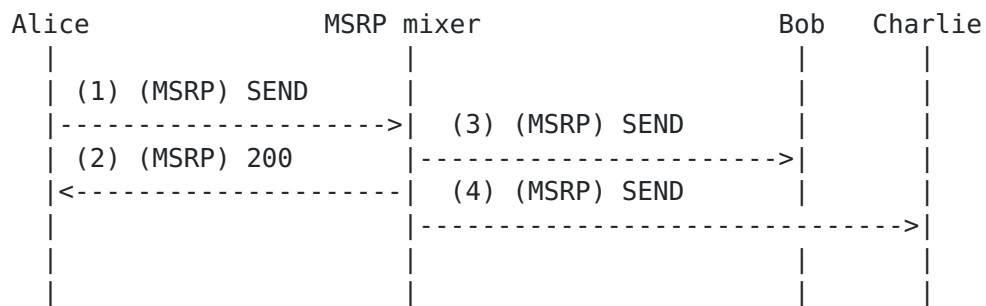 Alice MSRP mixer Bob Charlie
(1) (MSRP) SEND
(3) (MSRP) SEND
(2) (MSRP) 200
(4) (MSRP) SEND